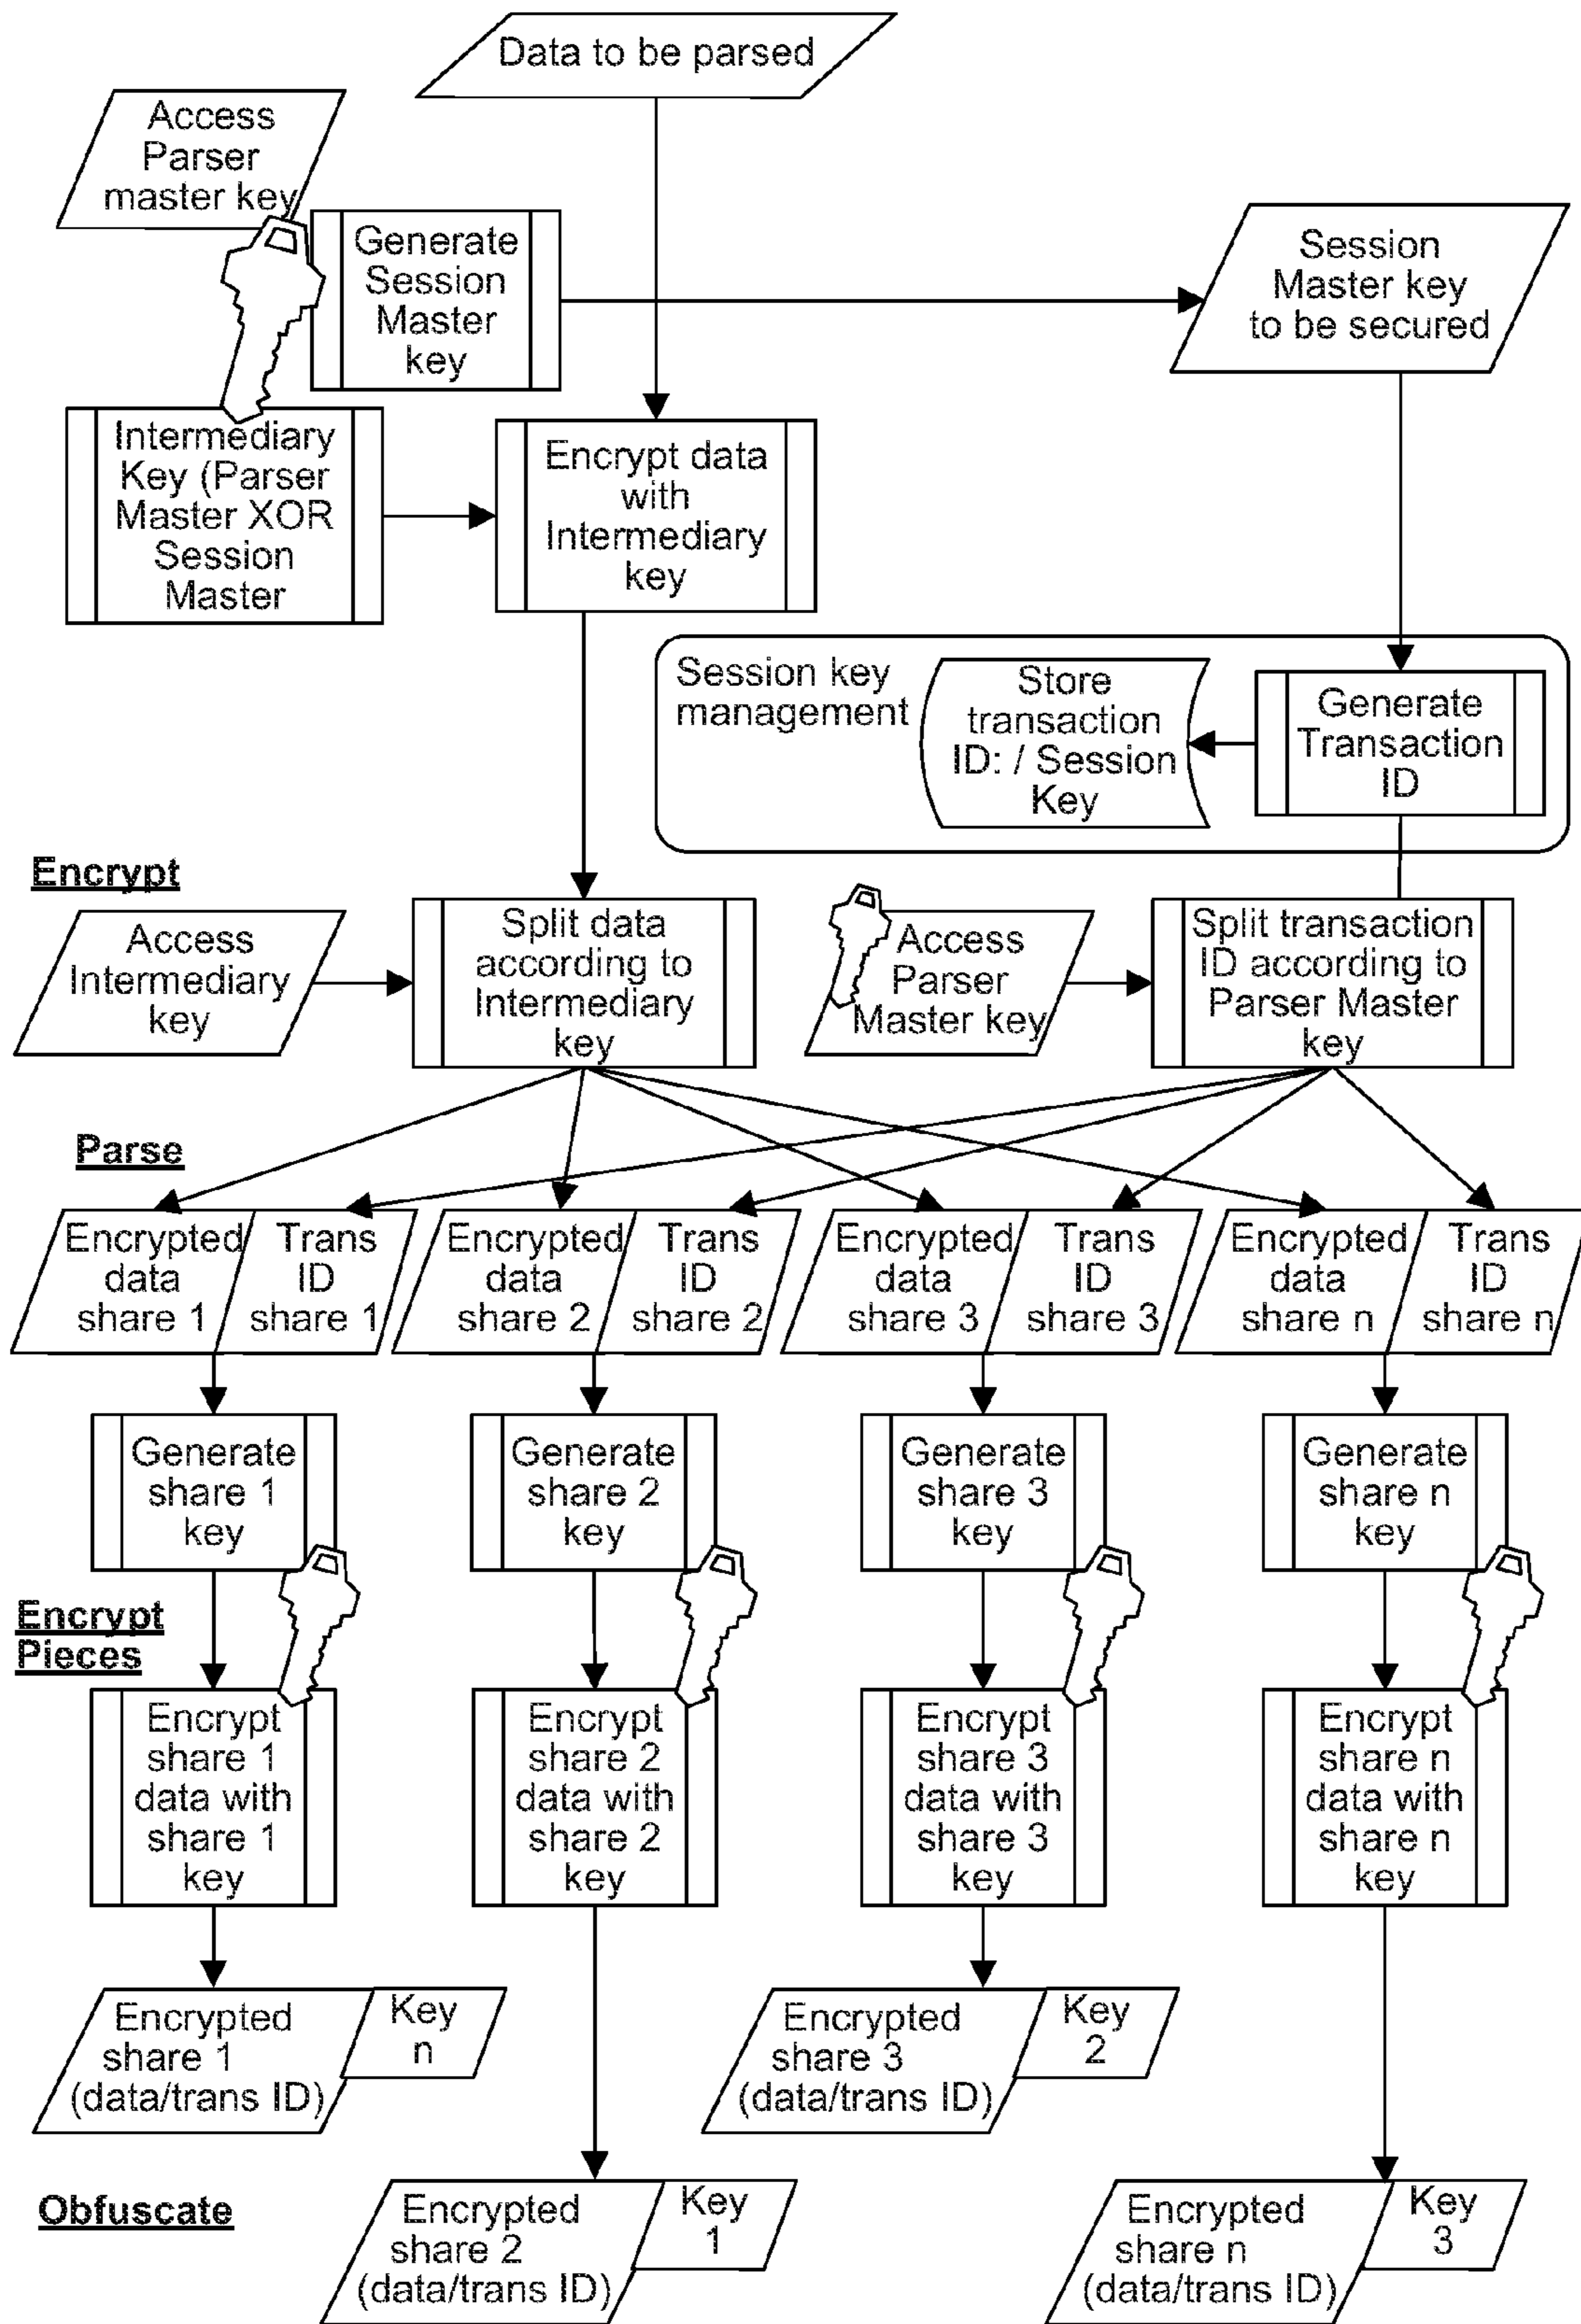 Data to be parsed
Access
Parser
master key
Generate
Session
Master
key
Session
Master key
to be secured
Intermediary
Key (Parser
Master XOR
Session
Master
Encrypt data
with
Intermediary
key
Session key
management
Store
transaction
ID: / Session
Key
Generate
Transaction
ID
Encrypt
Access
Intermediary
key
Split data
according to
Intermediary
key
Access
Parser
Master key
Split transaction
ID according to
Parser Master
key
Parse
Encrypted
data
share 1
Trans
ID
share 1
Encrypted
data
share 2
Trans
ID
share 2
Encrypted
data
share 3
Trans
ID
share 3
Encrypted
data
share n
Trans
ID
share n
Generate
share 1
key
Generate
share 2
key
Generate
share 3
key
Generate
share n
key
Encrypt
Pieces
Encrypt
share 1
data with
share 1
key
Encrypt
share 2
data with
share 2
key
Encrypt
share 3
data with
share 3
key
Encrypt
share n
data with
share n
key
Encrypted
share 1
(data/trans ID)
Key
n
Encrypted
share 3
(data/trans ID)
Key
2
Obfuscate
Encrypted
share 2
(data/trans ID)
Key
1
Encrypted
share n
(data/trans ID)
Key
3